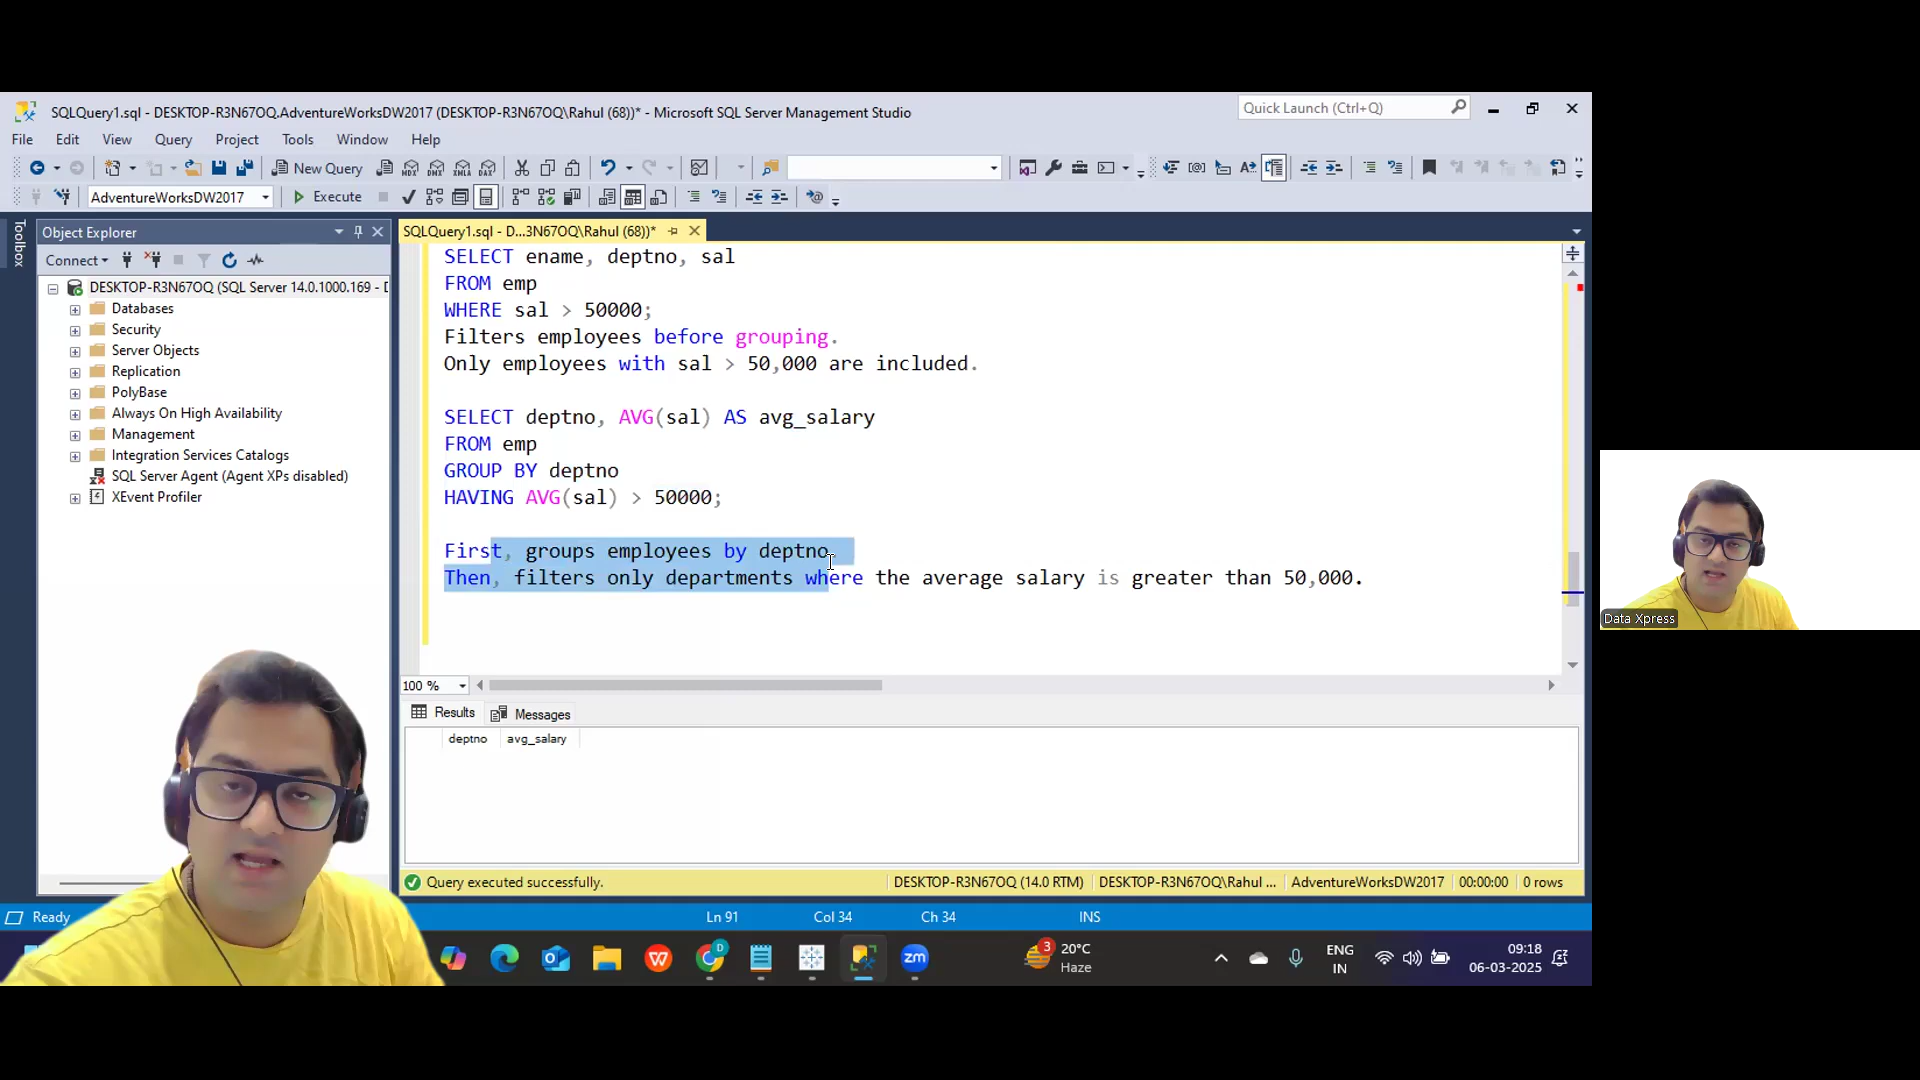 SQLQuery1.sql - DESKTOP-R3N67OQ.AdventureWorksDW2017 (DESKTOP-R3N67OQ\Rahul (68))* - Microsoft SQL Server Management Studio
Quick Launch (Ctrl+Q)
File Edit View Query Project Tools Window Help
New Query
MDX DMX XMLA DAX
AdventureWorksDW2017 Execute
Toolbox
Object Explorer
SQLQuery1.sql - D...3N67OQ\Rahul (68))*
Connect
DESKTOP-R3N67OQ (SQL Server 14.0.1000.169 - D
Databases
Security
Server Objects
Replication
PolyBase
Always On High Availability
Management
Integration Services Catalogs
SQL Server Agent (Agent XPs disabled)
XEvent Profiler
SELECT ename, deptno, sal
FROM emp
WHERE sal > 50000;
Filters employees before grouping.
Only employees with sal > 50,000 are included.
SELECT deptno, AVG(sal) AS avg_salary
FROM emp
GROUP BY deptno
HAVING AVG(sal) > 50000;
First, groups employees by deptno.
Then, filters only departments where the average salary is greater than 50,000.
100 %
Results Messages
deptno avg_salary
Query executed successfully.
DESKTOP-R3N67OQ (14.0 RTM) DESKTOP-R3N67OQ\Rahul ... AdventureWorksDW2017 00:00:00 0 rows
Ready Ln 91 Col 34 Ch 34 INS
3 20°C
Haze
W
D
zm
ENG
IN
09:18
06-03-2025
Data Xpress